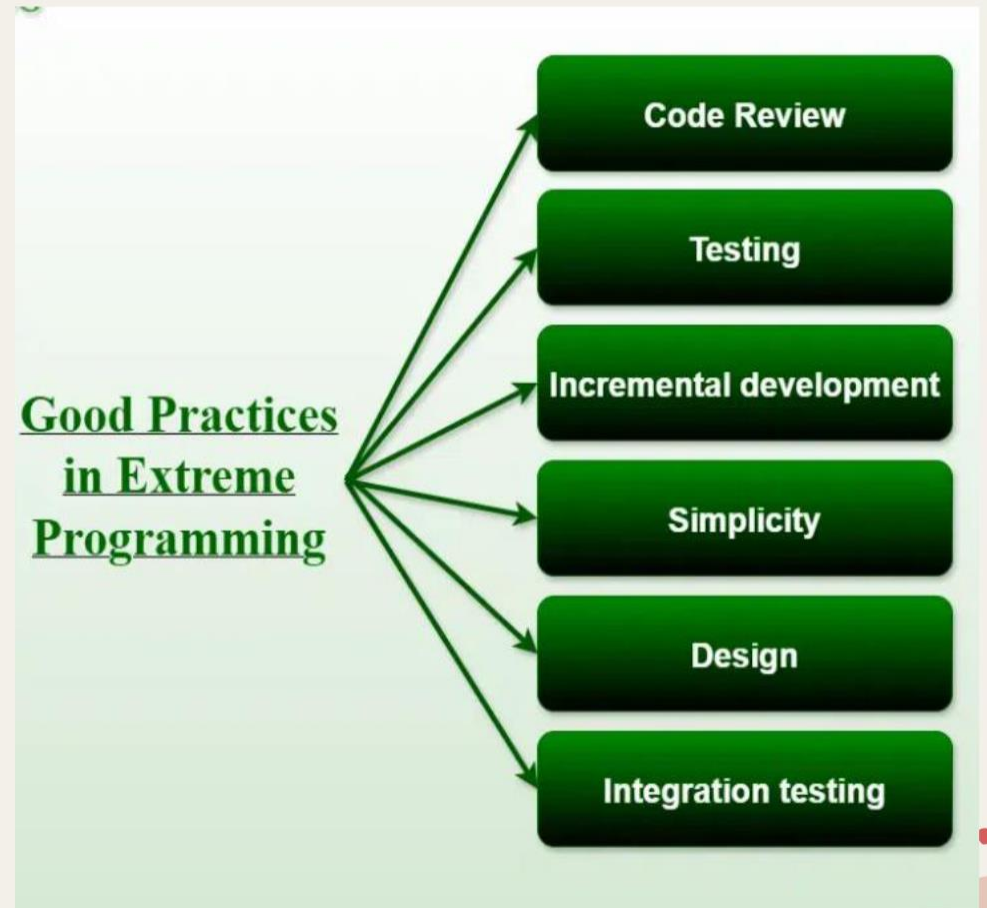 Good Practices
in Extreme
Programming
Code Review
Testing
Incremental development
Simplicity
Design
Integration testing